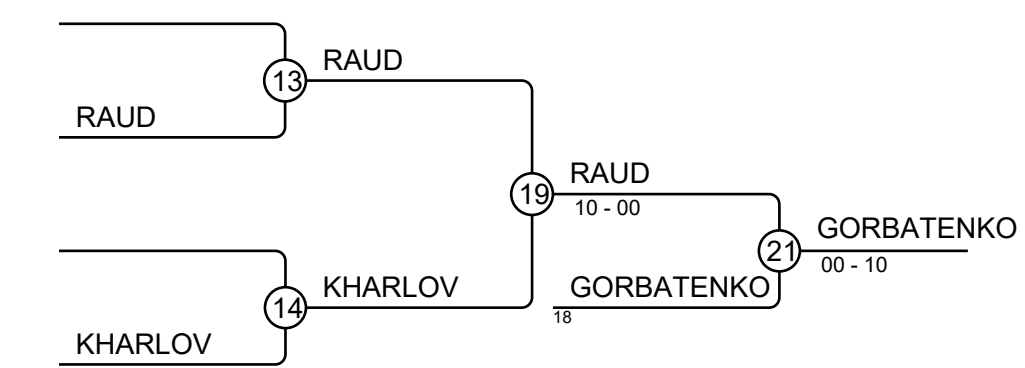 RAUD
13
RAUD
RAUD
19
10 - 00
GORBATENKO
21
00 - 10
KHARLOV
GORBATENKO
14
18
KHARLOV